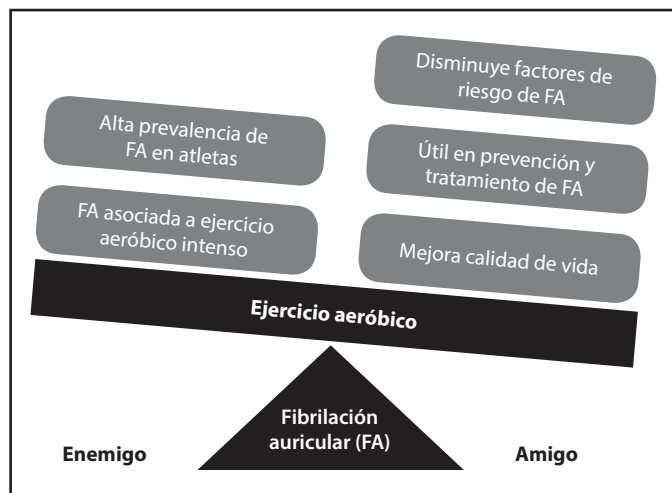 Alta prevalencia de
FA en atletas
FA asociada a ejercicio
aeróbico intenso
Disminuye factores de
riesgo de FA
Útil en prevención y
tratamiento de FA
Mejora calidad de vida
Ejercicio aeróbico
Fibrilación
auricular (FA)
Enemigo
Amigo